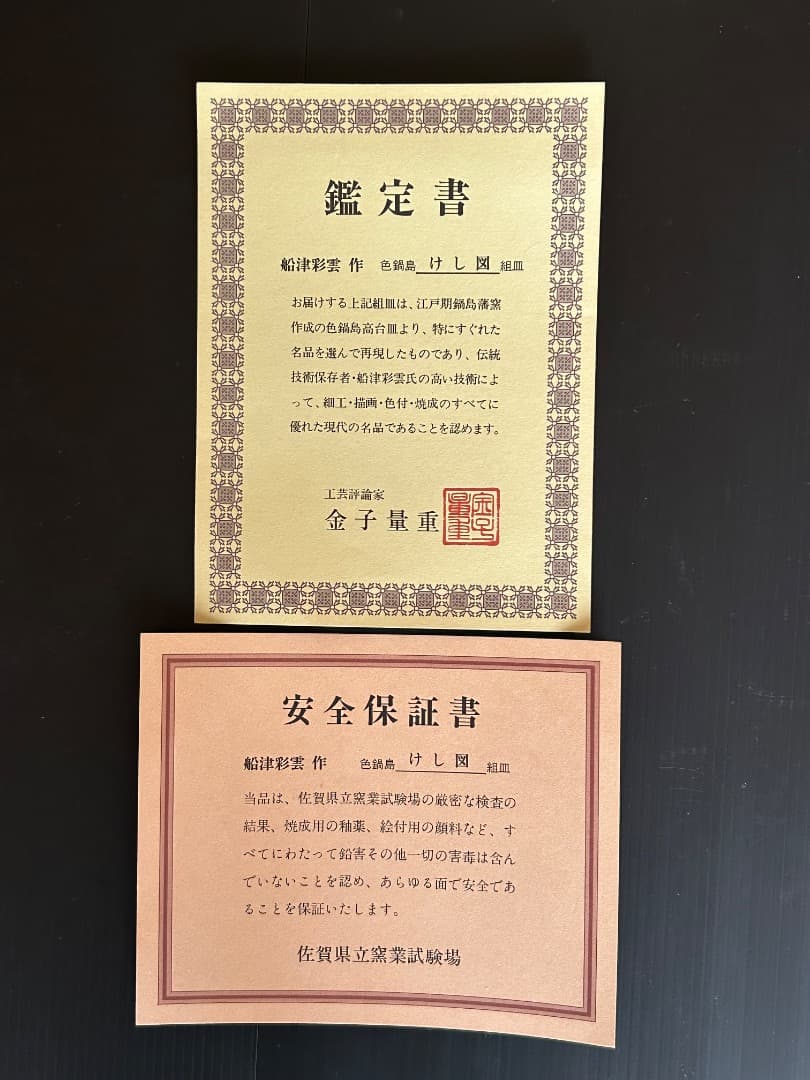 鑑定書
船津彩雲 作 色鍋島 けし図 組皿
お届けする上記組皿は、江戸期鍋島藩窯
作成の色鍋島高台皿より、特にすぐれた
名品を選んで再現したものであり、伝統
技術保存者・船津彩雲氏の高い技術によ
って、細工・描画・色付・焼成のすべてに
優れた現代の名品であることを認めます。
工芸評論家
金子量重
金子
量重
安全保証書
船津彩雲 作 色鍋島 けし図 組皿
当品は、佐賀県立窯業試験場の厳密な検査の
結果、焼成用の釉薬、絵付用の顔料など、す
べてにわたって鉛害その他一切の害毒は含ん
でいないことを認め、あらゆる面で安全であ
ることを保証いたします。
佐賀県立窯業試験場